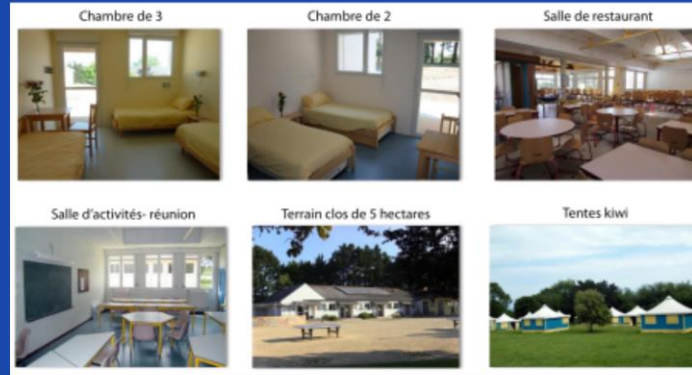 Chambre de 3
Chambre de 2
Salle de restaurant
Salle d'activités- réunion
Terrain clos de 5 hectares
Tentes kiwi